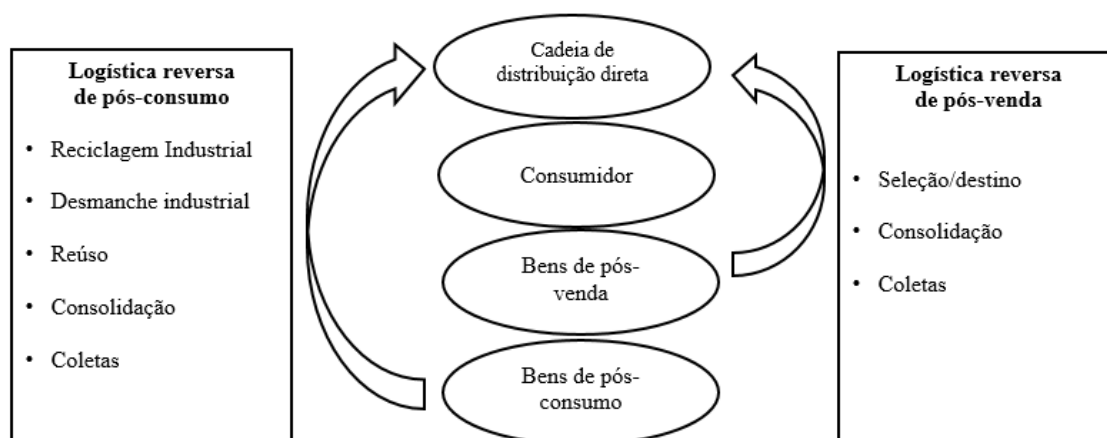 Logística reversa
de pós-consumo
• Reciclagem Industrial
• Desmanche industrial
• Reúso
• Consolidação
• Coletas
Cadeia de
distribuição direta
Consumidor
Bens de pós-
venda
Bens de pós-
consumo
Logística reversa
de pós-venda
• Seleção/destino
• Consolidação
• Coletas